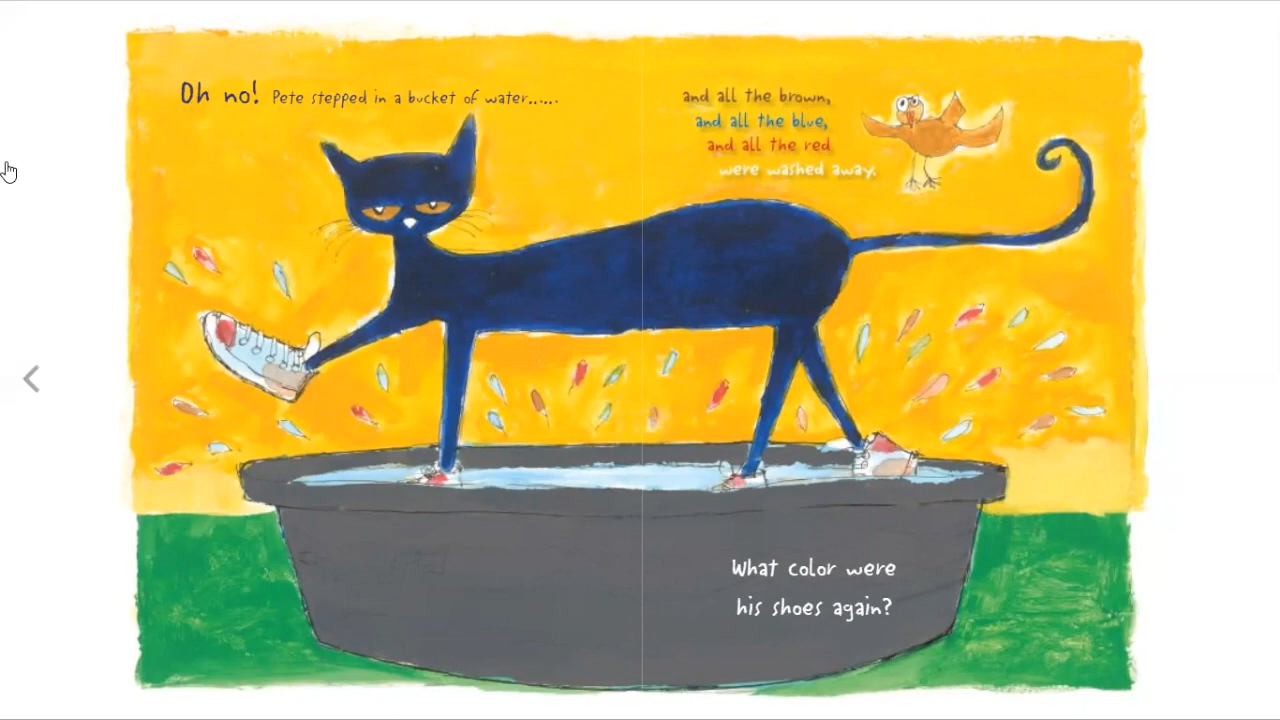 Oh no! Pete stepped in a bucket of water......
and all the brown,
and all the blue,
and all the red
were washed away.
What color were
his shoes again?